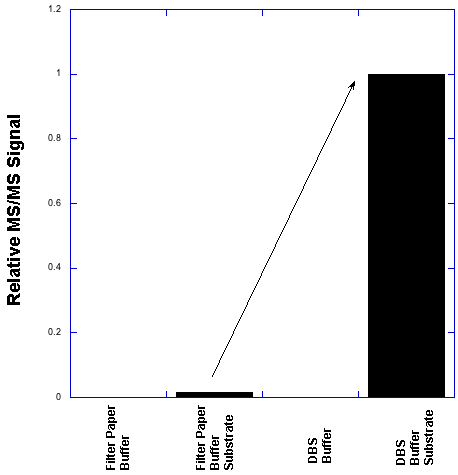 Relative MS/MS Signal
1.2
1
0.8
0.6
0.4
0.2
0
Filter Paper
Buffer
Filter Paper
Buffer
Substrate
DBS
Buffer
DBS
Buffer
Substrate